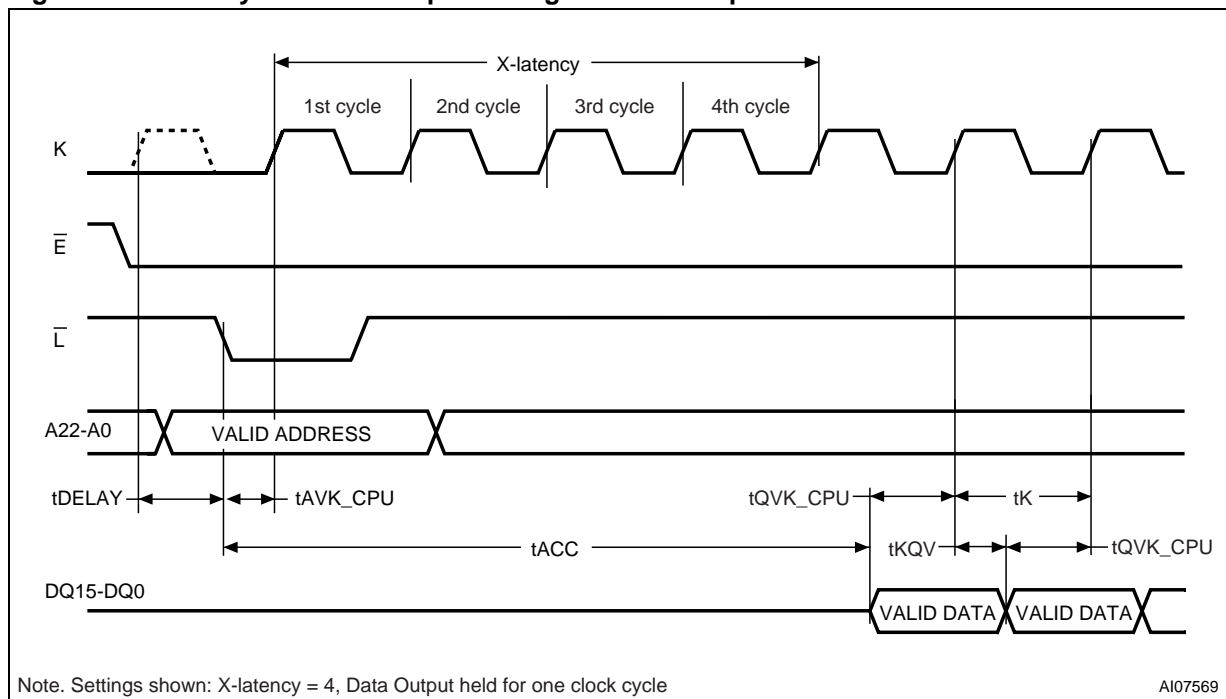 X-latency
1st cycle 2nd cycle 3rd cycle 4th cycle
K
E
L
A22-A0 VALID ADDRESS
tDELAY tAVK_CPU tQVK_CPU tK
tACC tKQV tQVK_CPU
DQ15-DQ0
VALID DATA VALID DATA
Note. Settings shown: X-latency = 4, Data Output held for one clock cycle AI07569